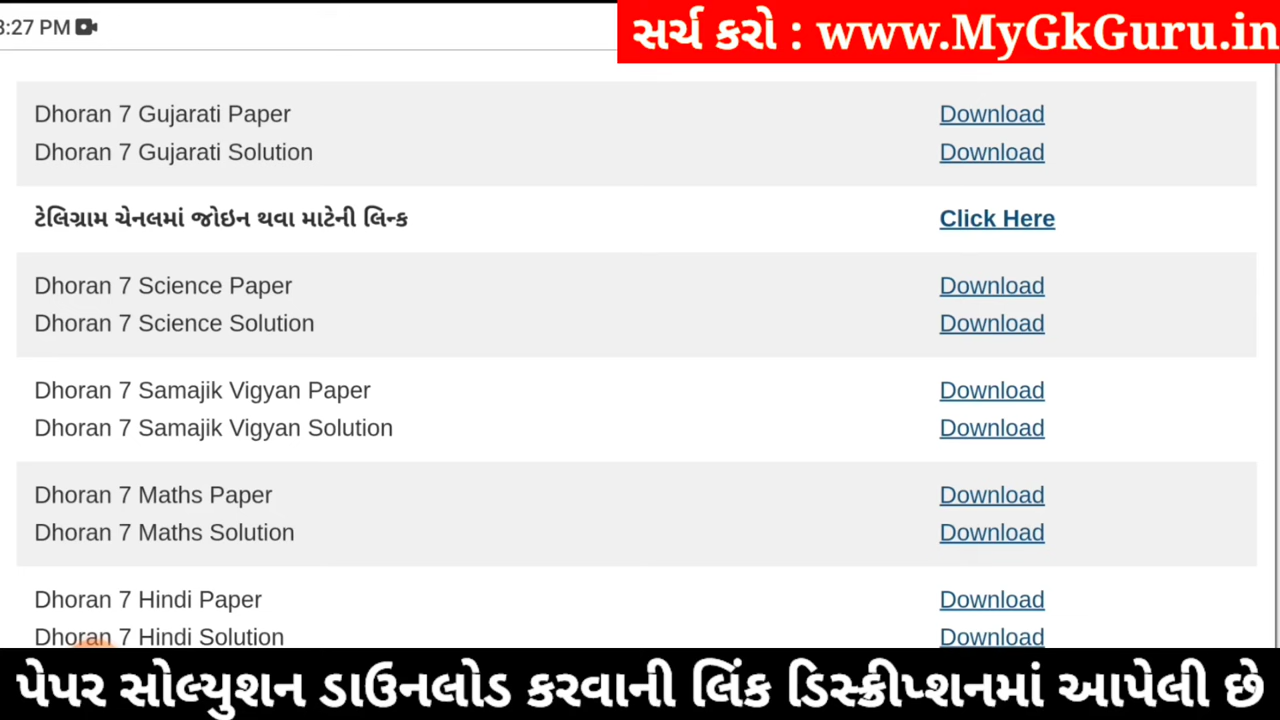 3:27 PM
સર્ચ કરો : www.MyGkGuru.in
Dhoran 7 Gujarati Paper Download
Dhoran 7 Gujarati Solution Download
ટેલિગ્રામ ચેનલમાં જોઇન થવા માટેની લિન્ક Click Here
Dhoran 7 Science Paper Download
Dhoran 7 Science Solution Download
Dhoran 7 Samajik Vigyan Paper Download
Dhoran 7 Samajik Vigyan Solution Download
Dhoran 7 Maths Paper Download
Dhoran 7 Maths Solution Download
Dhoran 7 Hindi Paper Download
Dhoran 7 Hindi Solution Download
પેપર સોલ્યુશન ડાઉનલોડ કરવાની લિંક ડિસ્ક્રીપ્શનમાં આપેલી છે